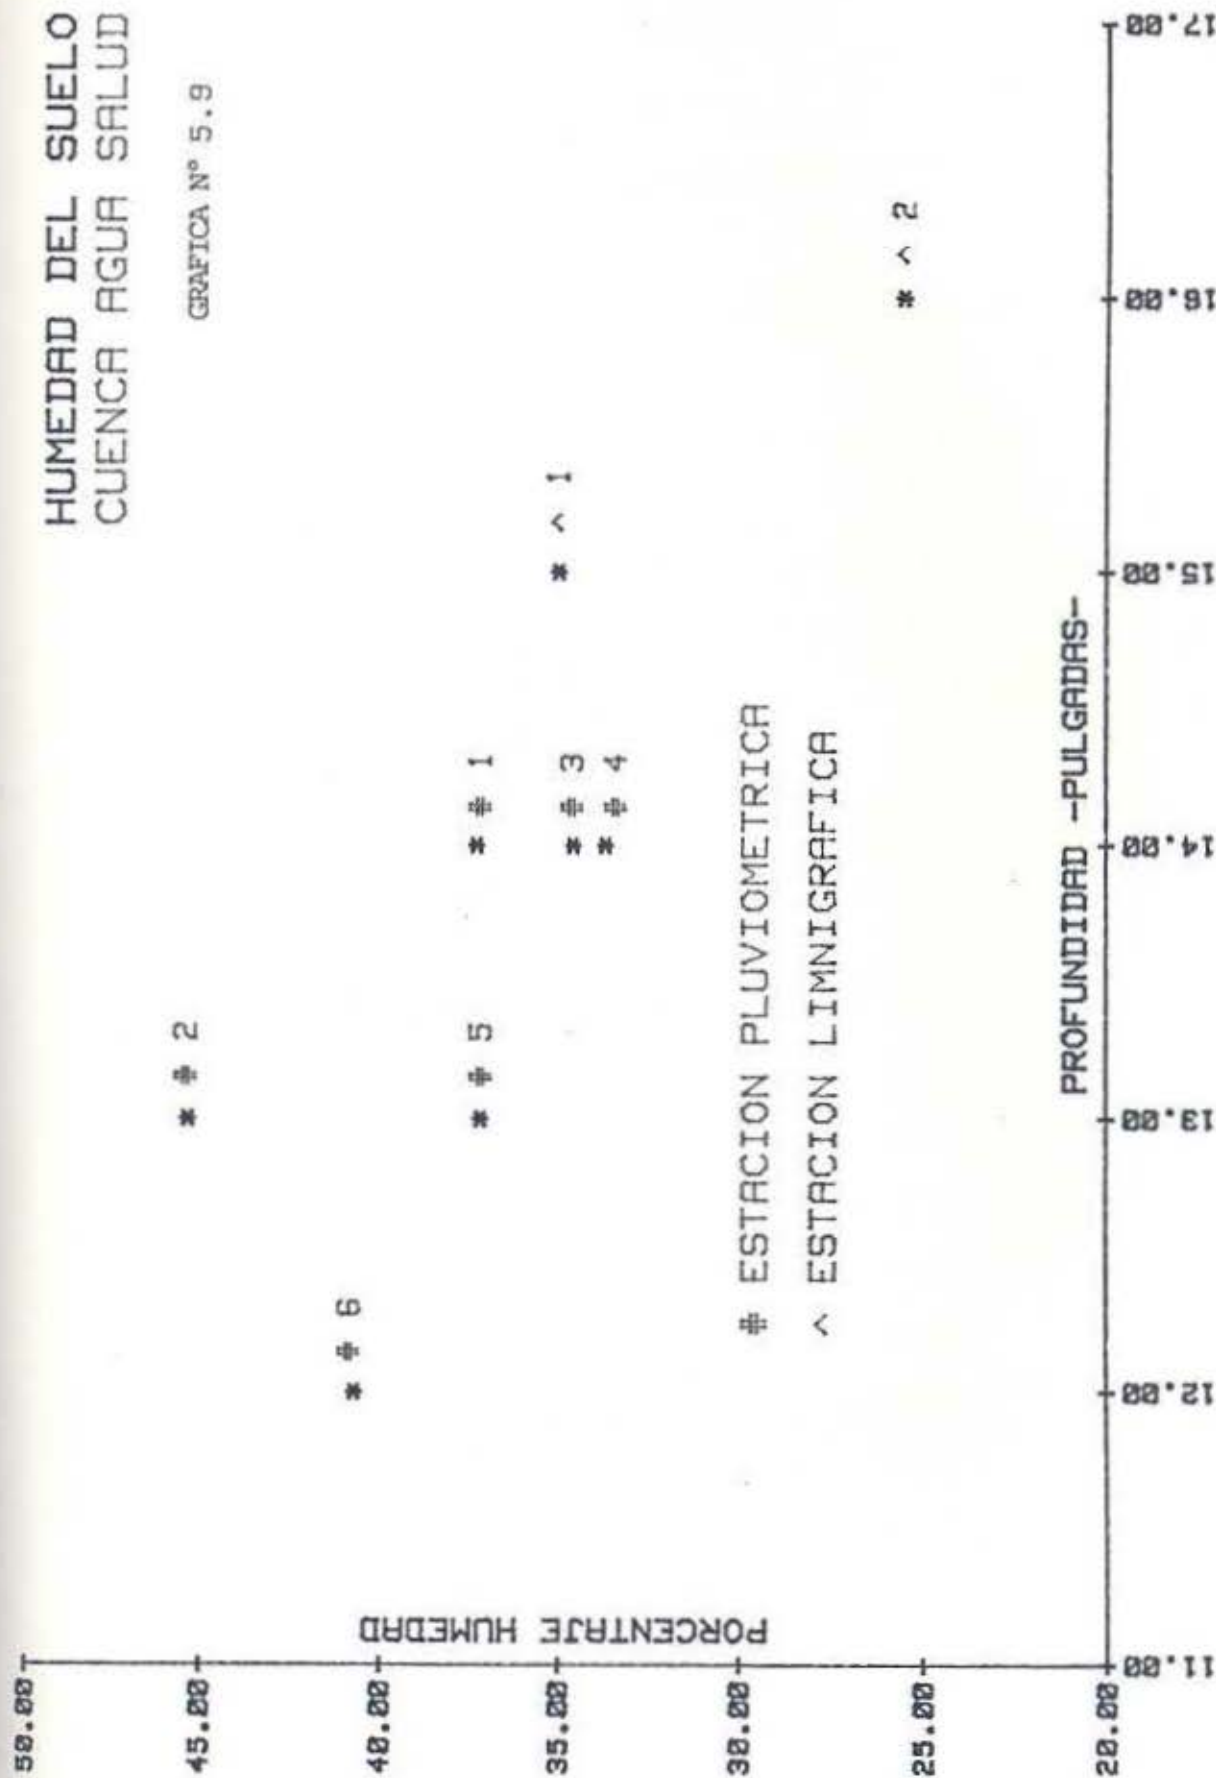 HUMEDAD DEL SUELO
CUENCA AGUA SALUD
GRAFICA N° 5.9
50.00
45.00
40.00
35.00
30.00
25.00
20.00
PORCENTAJE HUMEDAD
* # 2
* # 6
* # 5
* # 1
* # 3
* # 4
* ^ 1
* ^ 2
# ESTACION PLUVIOMETRICA
^ ESTACION LIMNIGRAFICA
PROFUNDIDAD -PULGADAS-
11.00
12.00
13.00
14.00
15.00
16.00
17.00